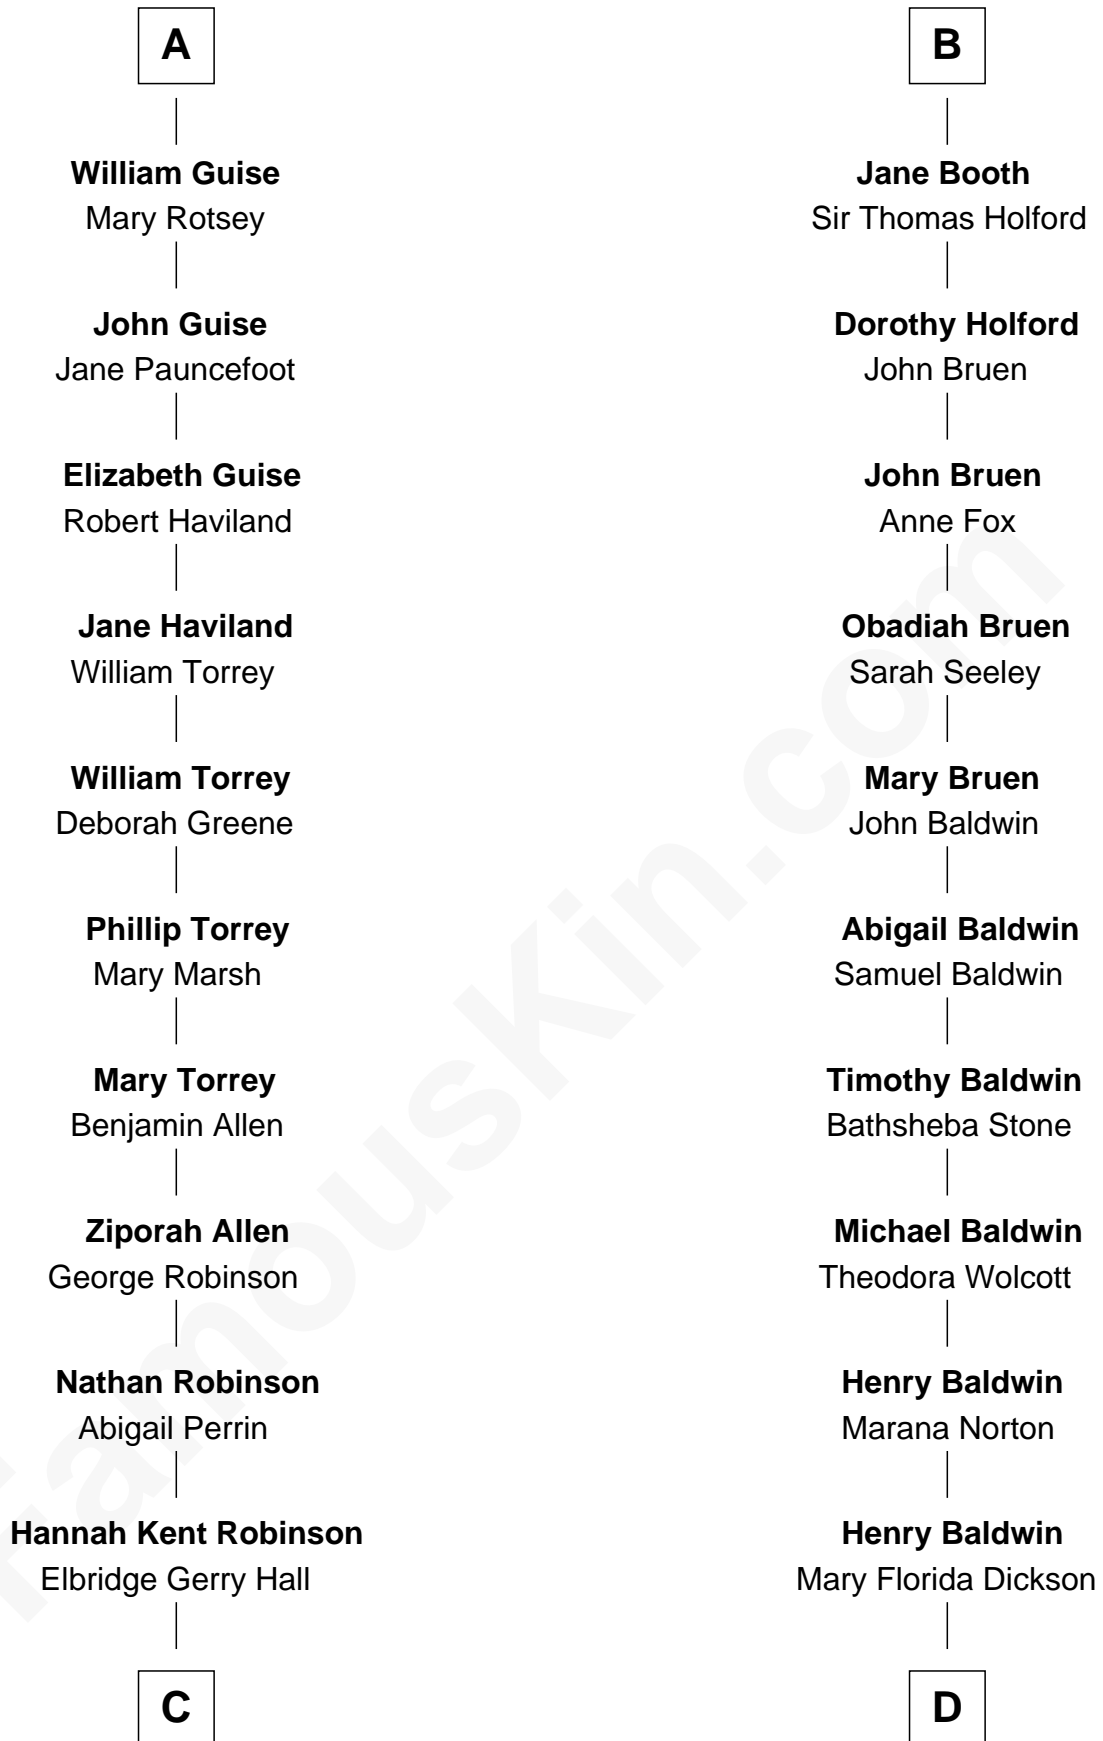 A
William Guise
Mary Rotsey
John Guise
Jane Pauncefoot
Elizabeth Guise
Robert Haviland
Jane Haviland
William Torrey
William Torrey
Deborah Greene
Phillip Torrey
Mary Marsh
Mary Torrey
Benjamin Allen
Ziporah Allen
George Robinson
Nathan Robinson
Abigail Perrin
Hannah Kent Robinson
Elbridge Gerry Hall
C
B
Jane Booth
Sir Thomas Holford
Dorothy Holford
John Bruen
John Bruen
Anne Fox
Obadiah Bruen
Sarah Seeley
Mary Bruen
John Baldwin
Abigail Baldwin
Samuel Baldwin
Timothy Baldwin
Bathsheba Stone
Michael Baldwin
Theodora Wolcott
Henry Baldwin
Marana Norton
Henry Baldwin
Mary Florida Dickson
D
famouskin.com